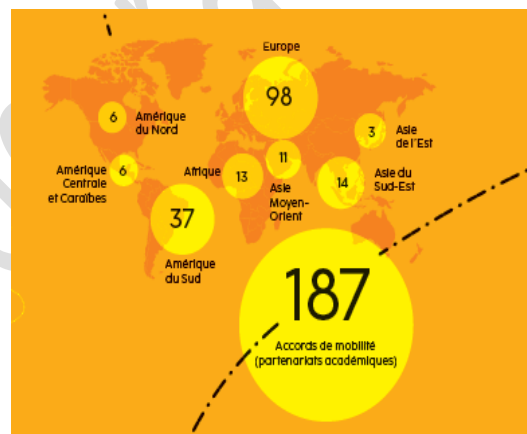 Europe
98
6
Amérique
du Nord
3
Asie
de l'Est
Amérique
Centrale
et Caraïbes
6
Afrique
13
11
Asie
Moyen-
Orient
14
Asie du
Sud-Est
37
Amérique
du Sud
187
Accords de mobilité
(partenariats académiques)